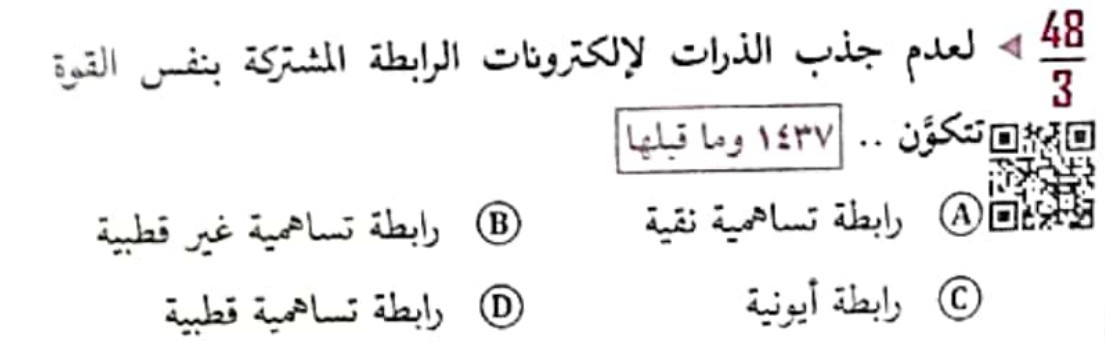 48/3 ◀ لعدم جذب الذرات لإلكترونات الرابطة المشتركة بنفس القوة
تتكوَّن .. ١٤٣٧ وما قبلها
A رابطة تساهمية نقية B رابطة تساهمية غير قطبية
C رابطة أيونية D رابطة تساهمية قطبية